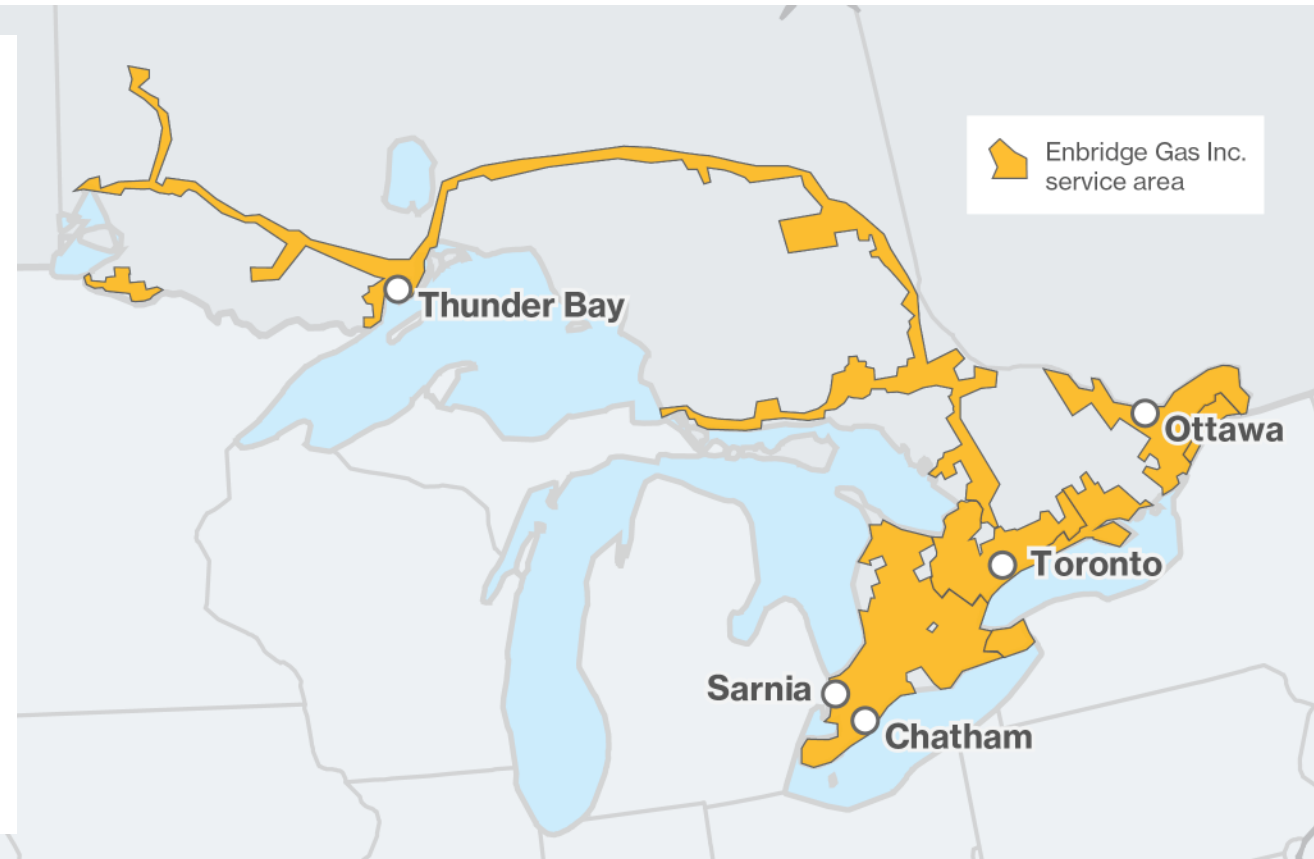 Enbridge Gas Inc.
service area
Thunder Bay
Ottawa
Toronto
Sarnia
Chatham